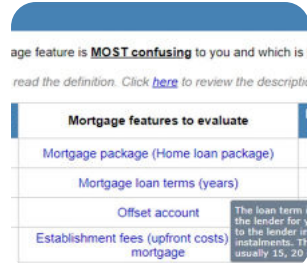 age feature is MOST confusing to you and which is
read the definition. Click here to review the descripti
Mortgage features to evaluate
Mortgage package (Home loan package)
Mortgage loan terms (years)
Offset account
The loan term
the lender for y
Establishment fees (upfront costs)
to the lender in
instalments. Th
mortgage
usually 15, 20